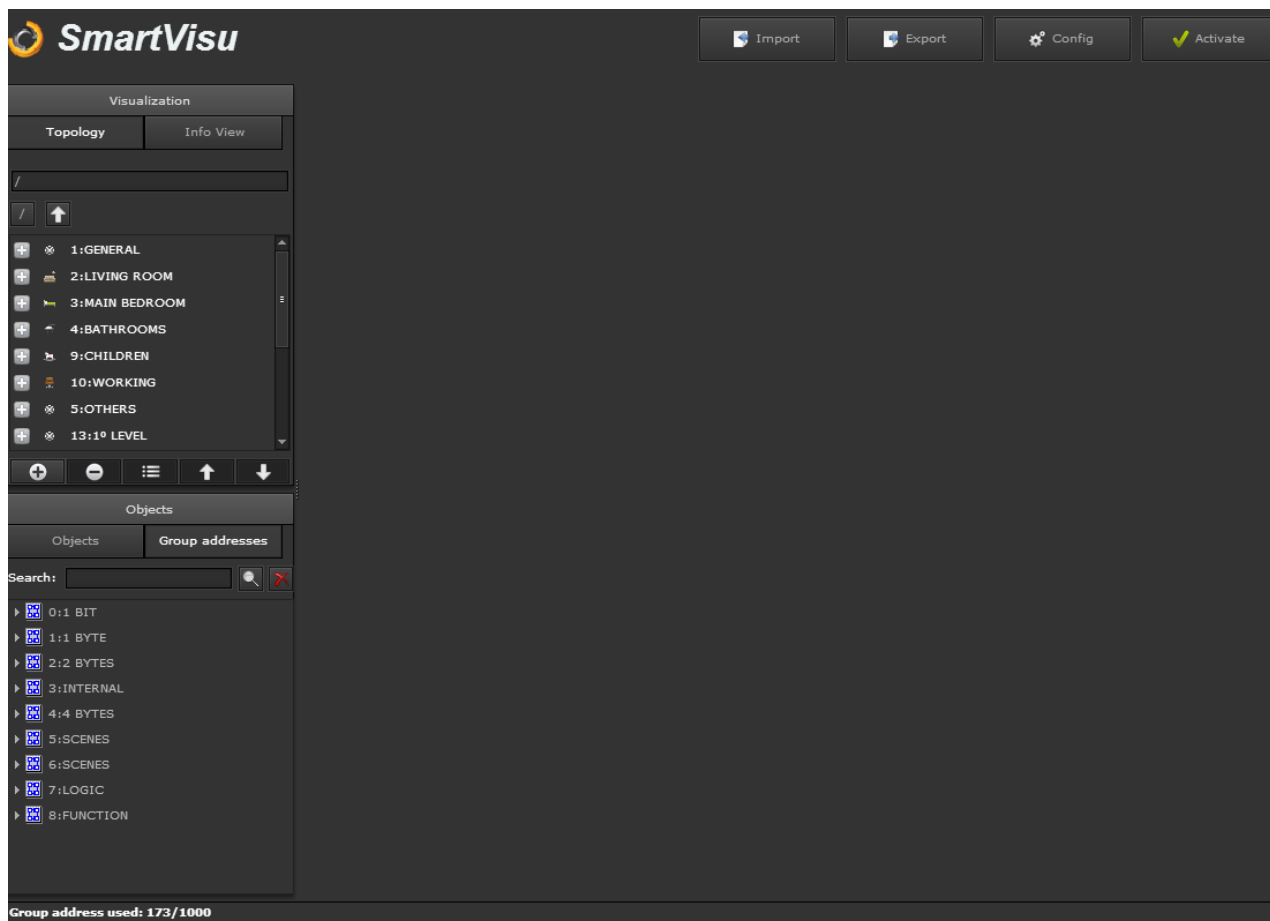 SmartVisu
Import
Export
Config
Activate
Visualization
Topology
Info View
/
/
1:GENERAL
2:LIVING ROOM
3:MAIN BEDROOM
4:BATHROOMS
9:CHILDREN
10:WORKING
5:OTHERS
13:1º LEVEL
Objects
Objects
Group addresses
Search:
0:1 BIT
1:1 BYTE
2:2 BYTES
3:INTERNAL
4:4 BYTES
5:SCENES
6:SCENES
7:LOGIC
8:FUNCTION
Group address used: 173/1000